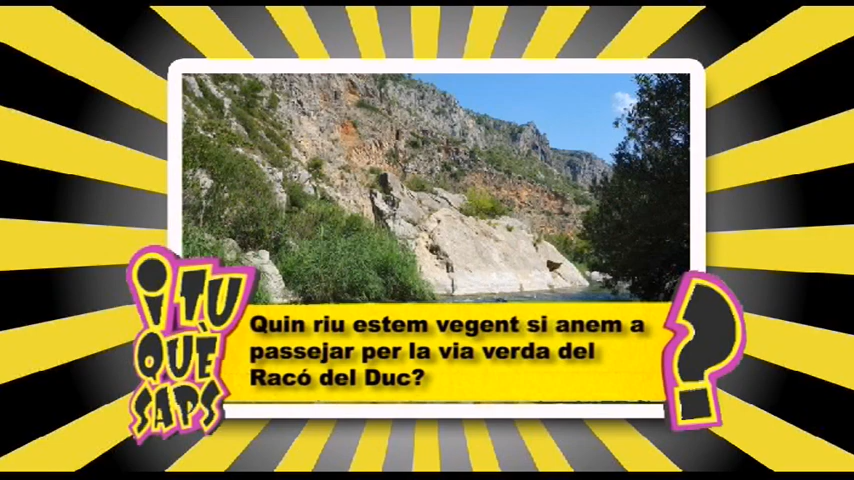 I TU
QUÈ
SAPS
?
Quin riu estem vegent si anem a
passejar per la via verda del
Racó del Duc?